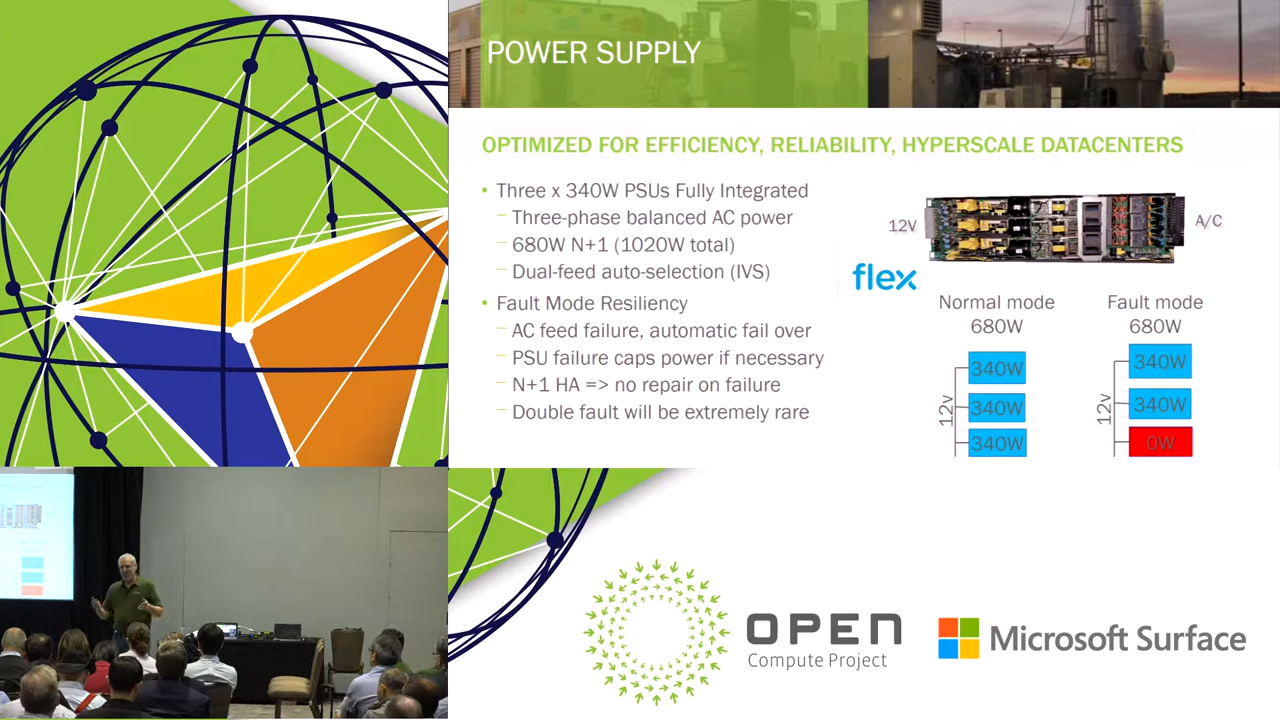 POWER SUPPLY
OPTIMIZED FOR EFFICIENCY, RELIABILITY, HYPERSCALE DATACENTERS
• Three x 340W PSUs Fully Integrated
– Three-phase balanced AC power
– 680W N+1 (1020W total)
– Dual-feed auto-selection (IVS)
• Fault Mode Resiliency
– AC feed failure, automatic fail over
– PSU failure caps power if necessary
– N+1 HA => no repair on failure
– Double fault will be extremely rare
12V
A/C
flex
Normal mode
680W
12v
340W
340W
340W
Fault mode
680W
12v
340W
340W
0W
OPEN
Compute Project
Microsoft Surface